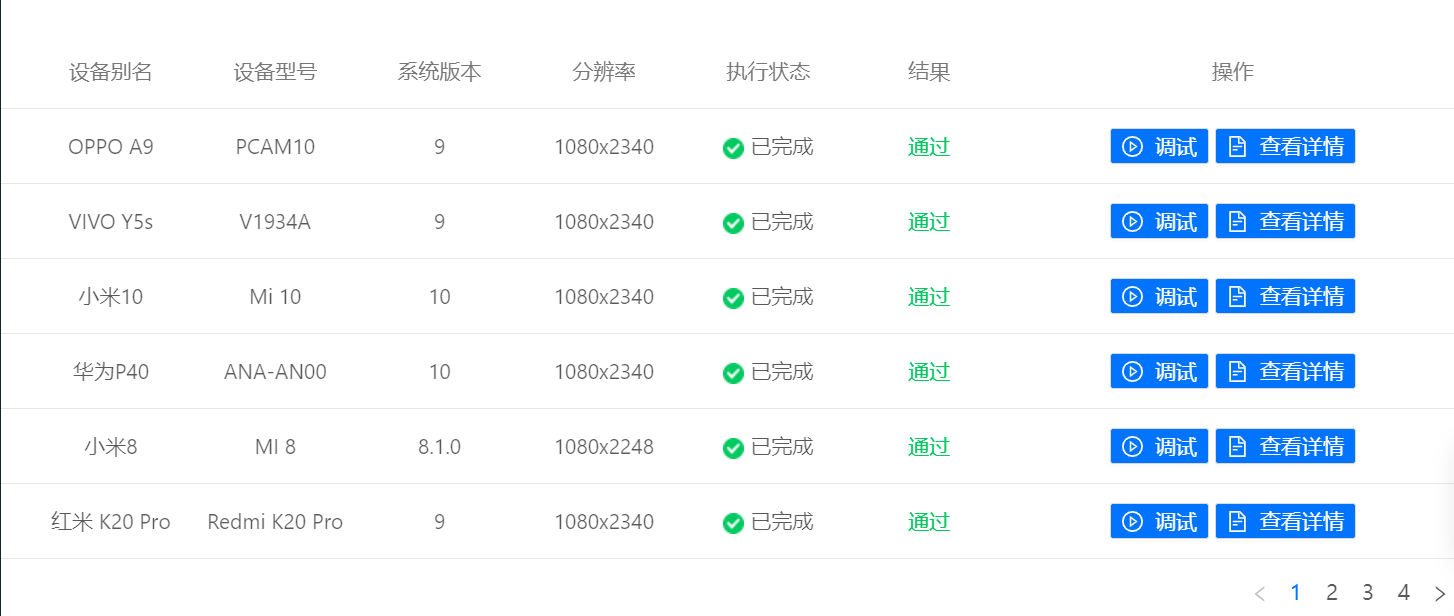 设备别名 设备型号 系统版本 分辨率 执行状态 结果 操作
OPPO A9 PCAM10 9 1080x2340 已完成 通过 调试 查看详情
VIVO Y5s V1934A 9 1080x2340 已完成 通过 调试 查看详情
小米10 Mi 10 10 1080x2340 已完成 通过 调试 查看详情
华为P40 ANA-AN00 10 1080x2340 已完成 通过 调试 查看详情
小米8 MI 8 8.1.0 1080x2248 已完成 通过 调试 查看详情
红米 K20 Pro Redmi K20 Pro 9 1080x2340 已完成 通过 调试 查看详情
< 1 2 3 4 >